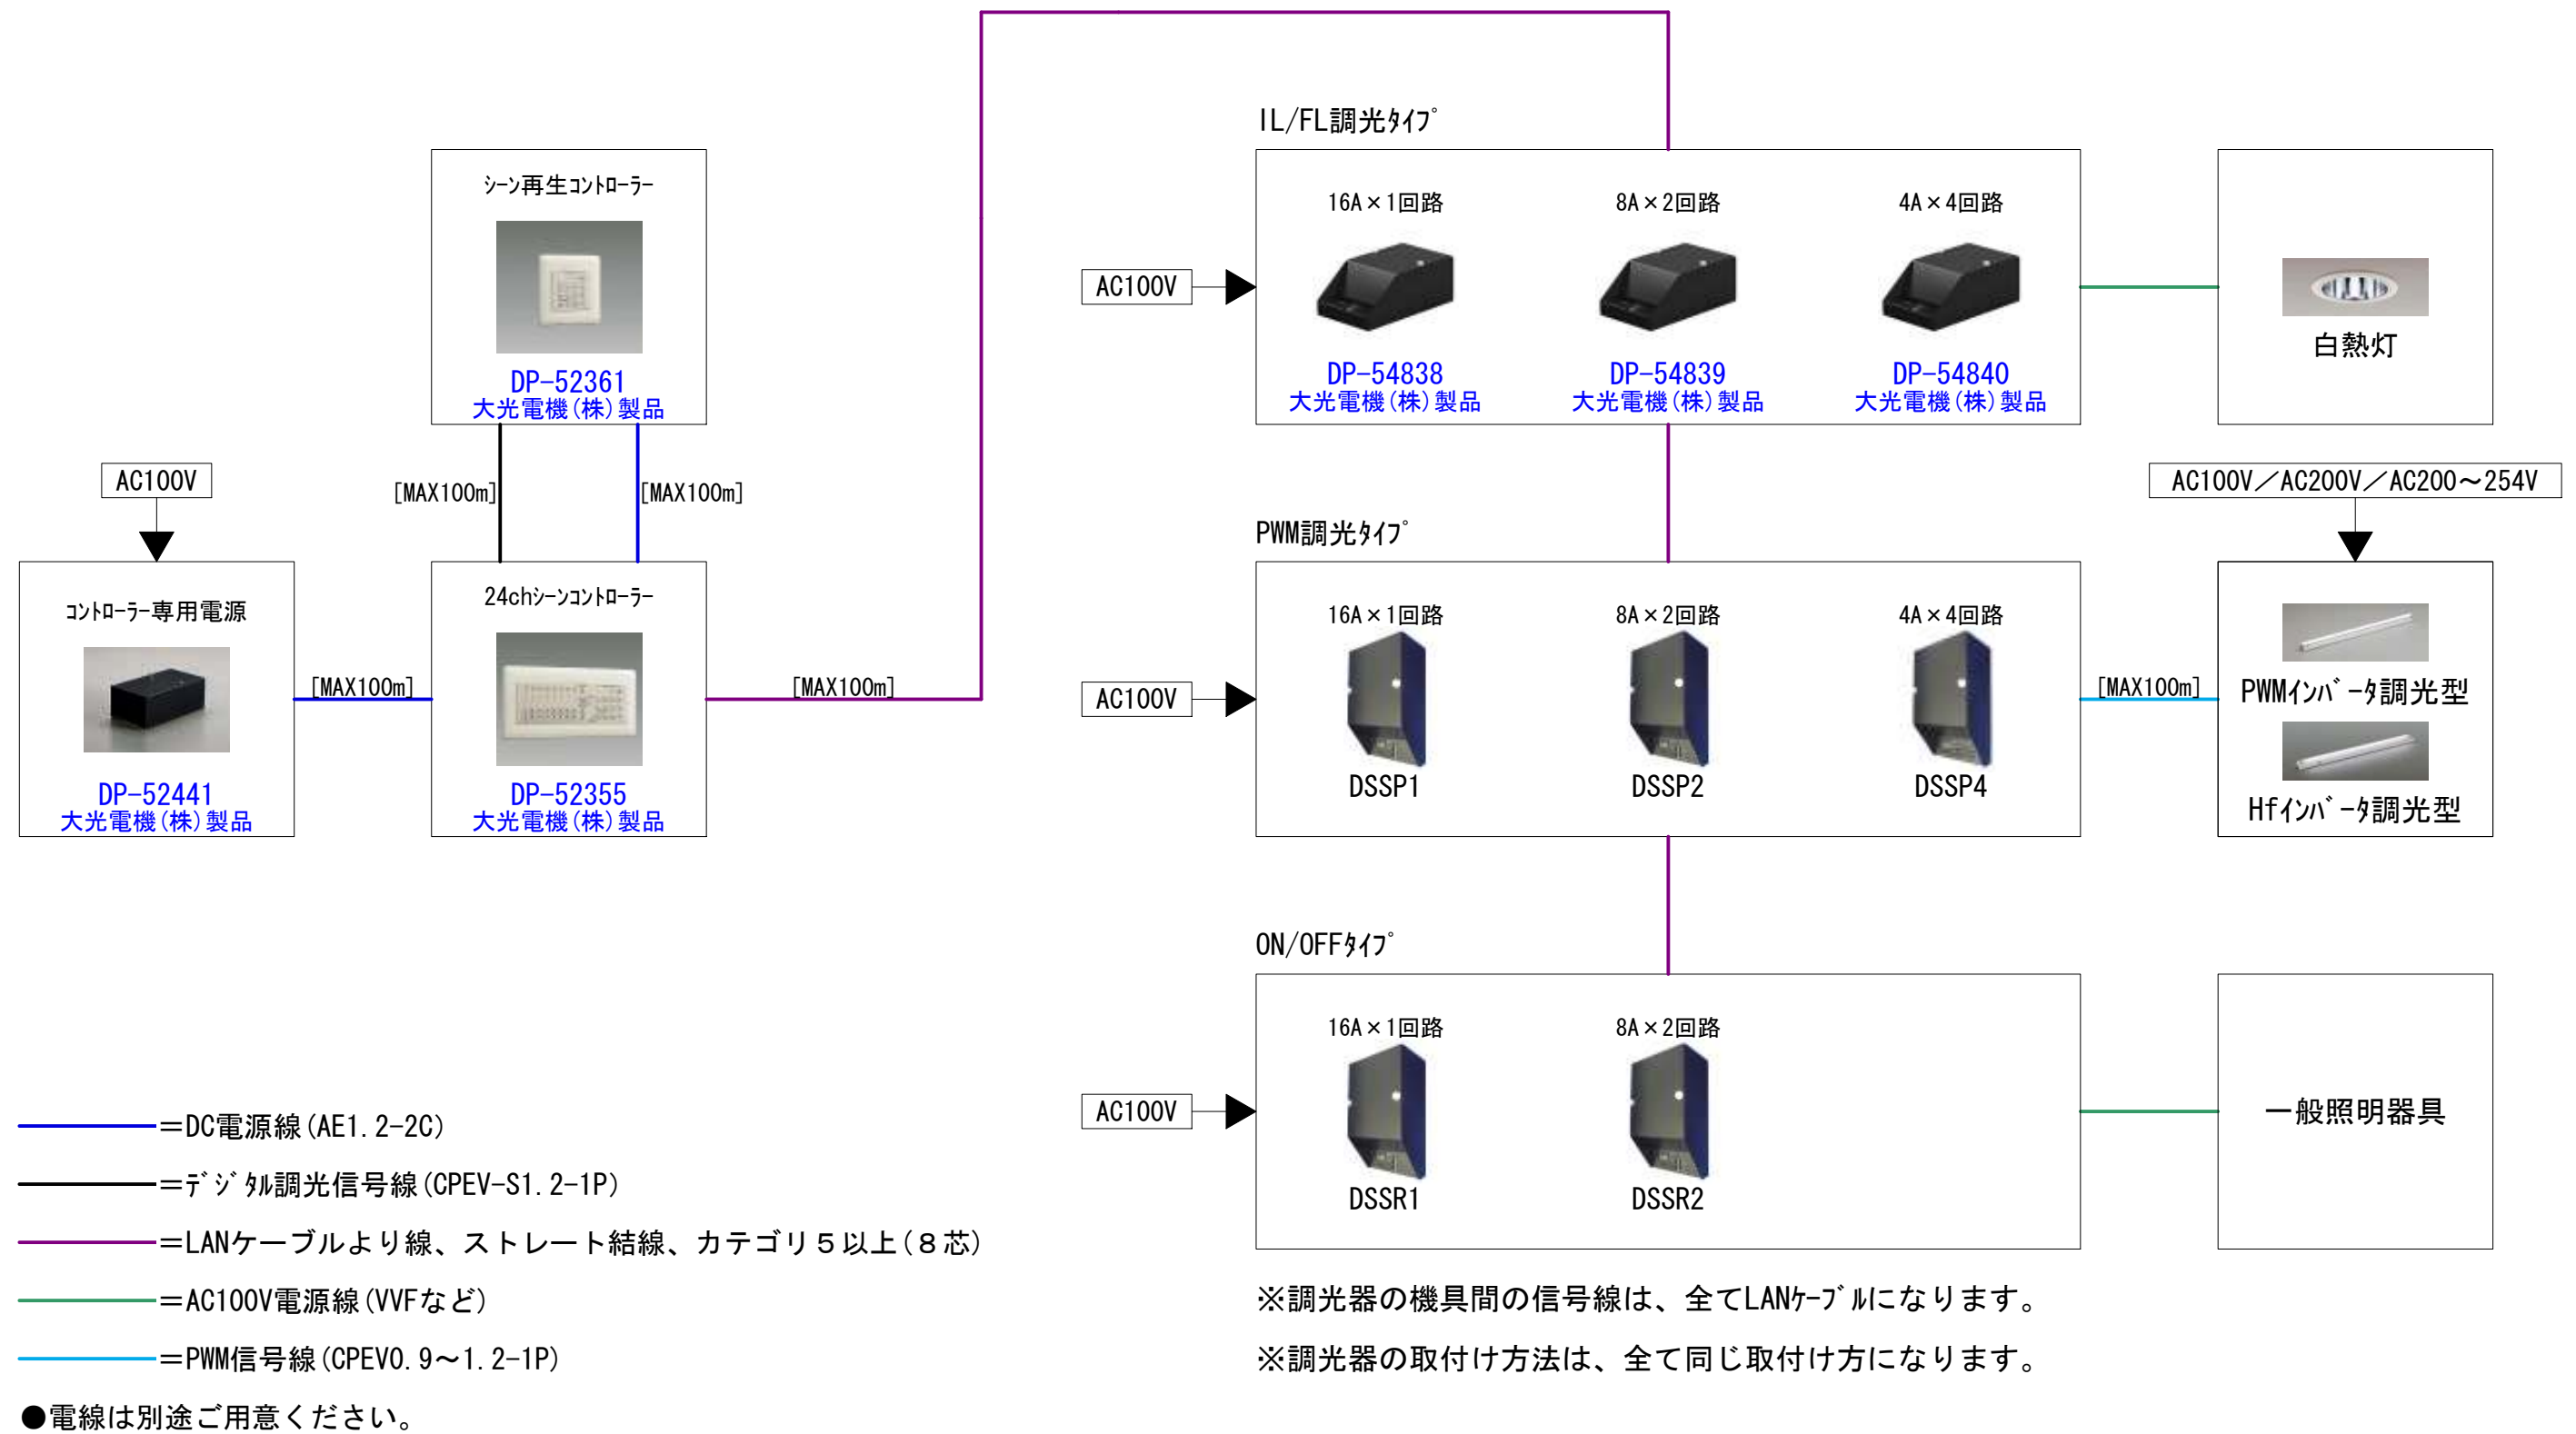 シーン再生コントローラー
DP-52361
大光電機(株)製品
[MAX100m]
[MAX100m]
AC100V
コントローラー専用電源
DP-52441
大光電機(株)製品
[MAX100m]
24chシーンコントローラー
DP-52355
大光電機(株)製品
[MAX100m]
IL/FL調光タイプ
AC100V
16A×1回路
8A×2回路
4A×4回路
DP-54838
大光電機(株)製品
DP-54839
大光電機(株)製品
DP-54840
大光電機(株)製品
白熱灯
PWM調光タイプ
AC100V
16A×1回路
8A×2回路
4A×4回路
DSSP1
DSSP2
DSSP4
[MAX100m]
AC100V/AC200V/AC200~254V
PWMインバータ調光型
Hfインバータ調光型
ON/OFFタイプ
AC100V
16A×1回路
8A×2回路
DSSR1
DSSR2
一般照明器具
=DC電源線(AE1.2-2C)
=デジタル調光信号線(CPEV-S1.2-1P)
=LANケーブルより線、ストレート結線、カテゴリ5以上(8芯)
=AC100V電源線(VVFなど)
=PWM信号線(CPEV0.9~1.2-1P)
●電線は別途ご用意ください。
※調光器の機具間の信号線は、全てLANケーブルになります。
※調光器の取付け方法は、全て同じ取付け方になります。